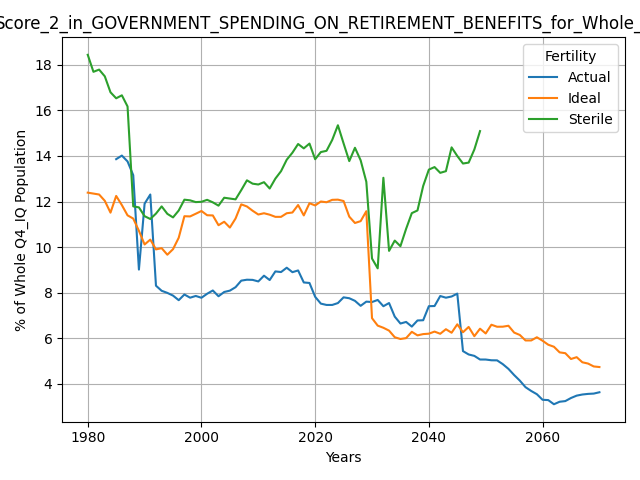 Score_2_in_GOVERNMENT_SPENDING_ON_RETIREMENT_BENEFITS_for_Whole_
Fertility
Actual
Ideal
Sterile
% of Whole Q4_IQ Population
18
16
14
12
10
8
6
4
1980 2000 2020 2040 2060
Years